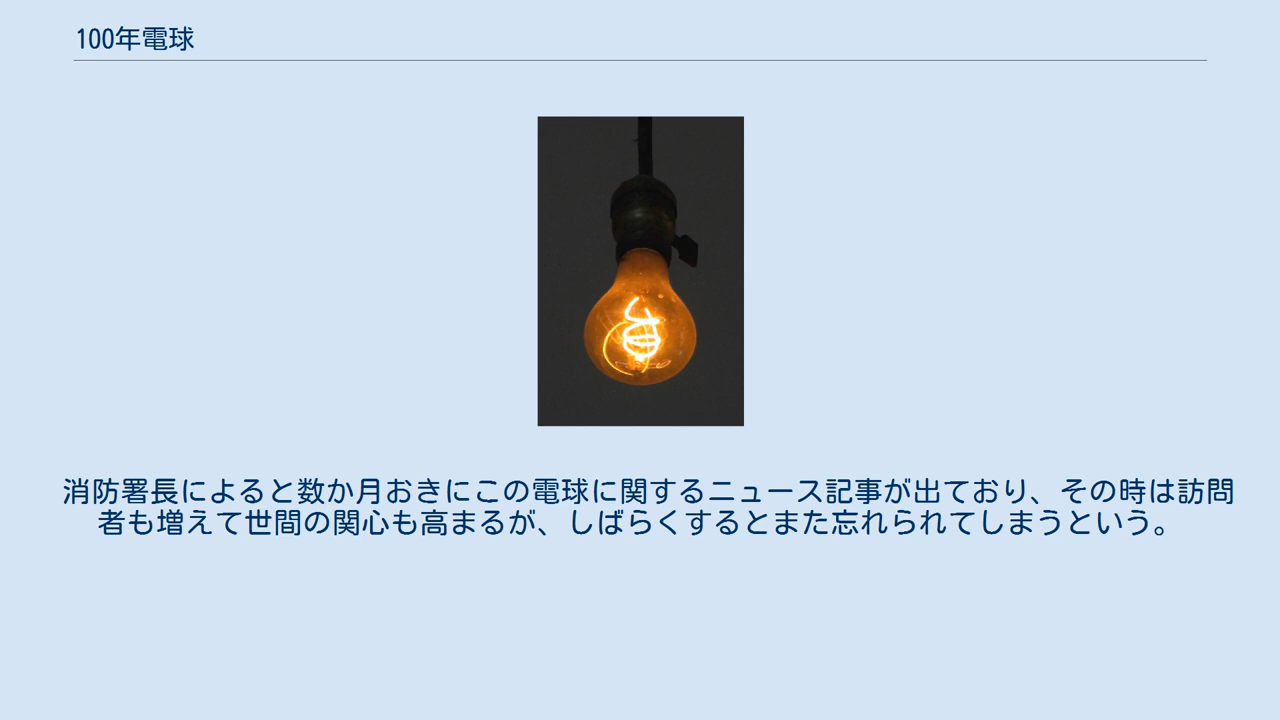 100年電球
消防署長によると数か月おきにこの電球に関するニュース記事が出ており、その時は訪問
者も増えて世間の関心も高まるが、しばらくするとまた忘れられてしまうという。